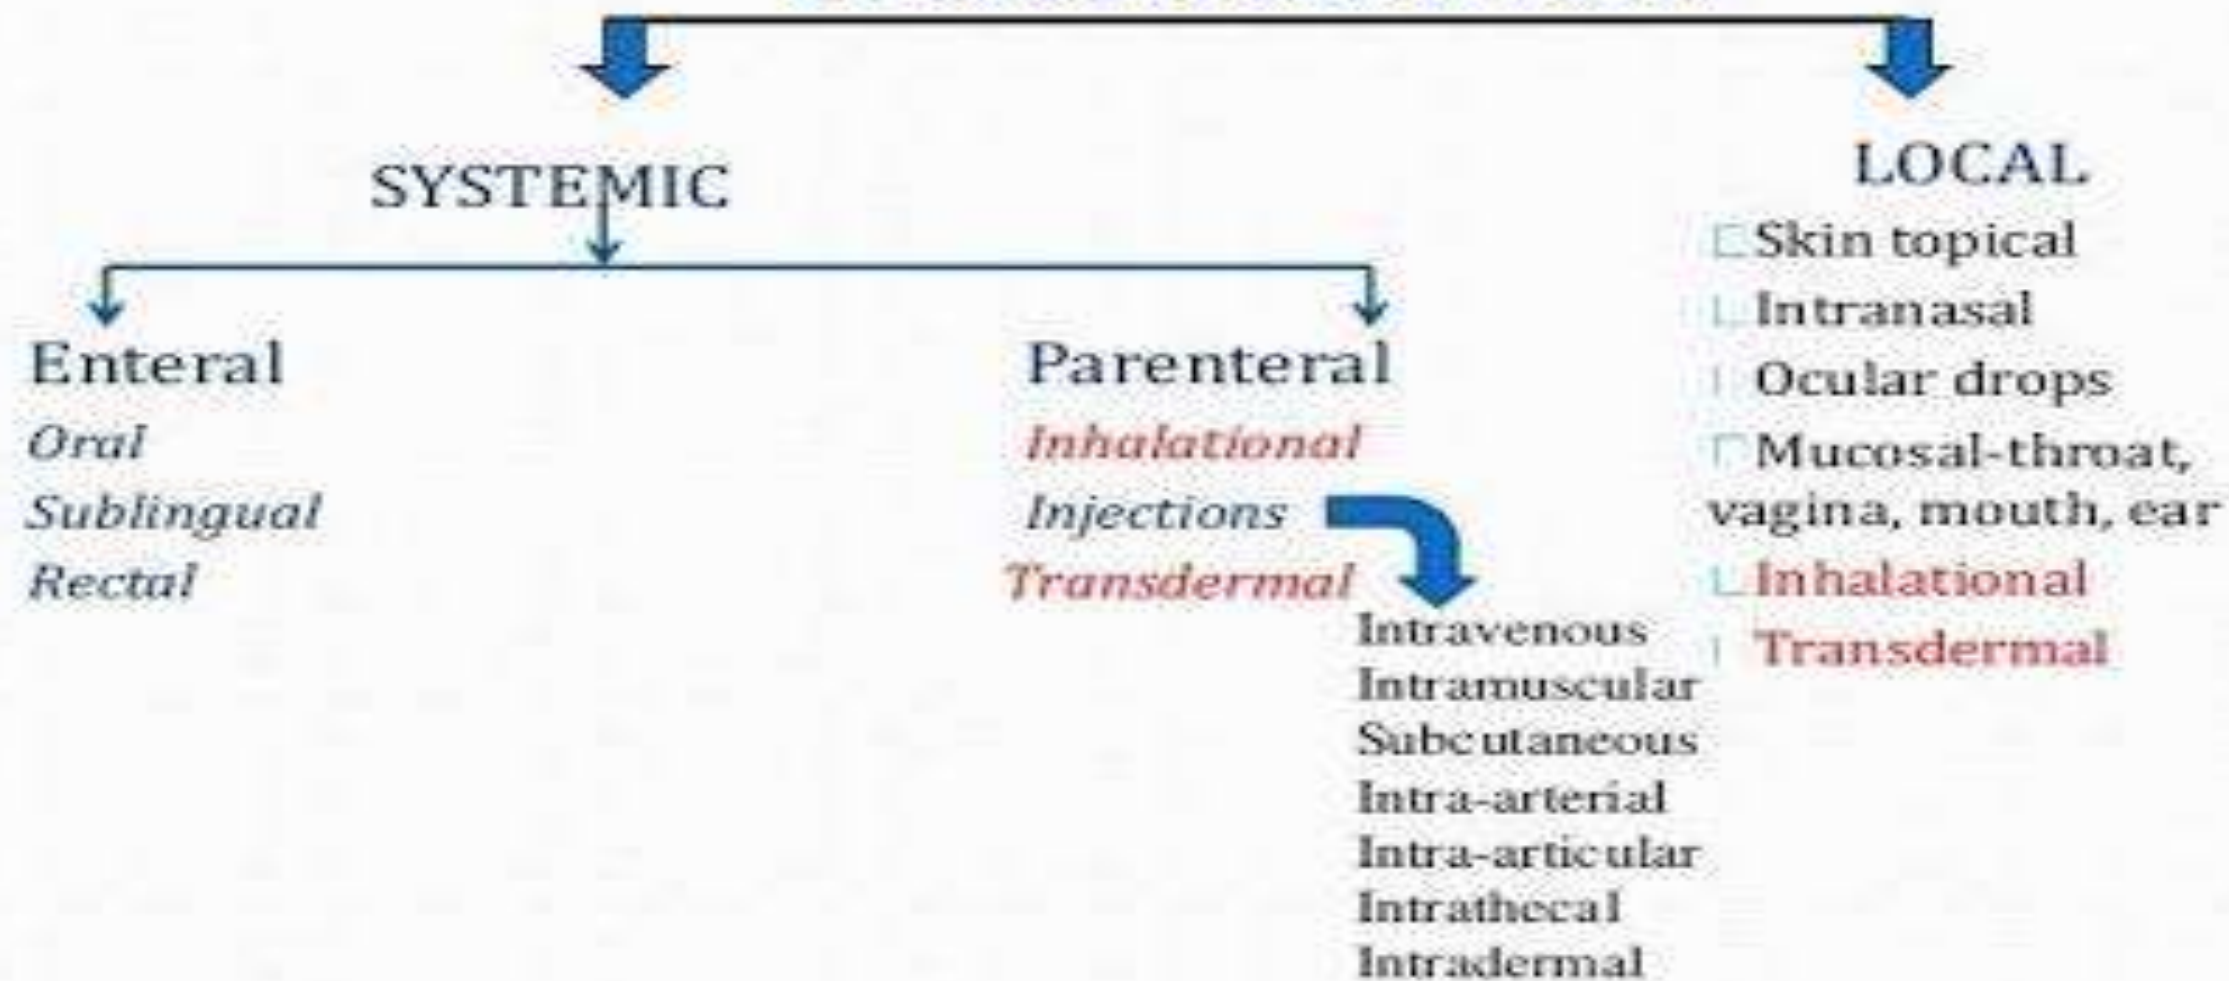 SYSTEMIC
LOCAL
Enteral
Oral
Sublingual
Rectal
Parenteral
Inhalational
Injections
Transdermal
Intravenous
Intramuscular
Subcutaneous
Intra-arterial
Intra-articular
Intrathecal
Intradermal
Skin topical
Intranasal
Ocular drops
Mucosal-throat,
vagina, mouth, ear
Inhalational
Transdermal